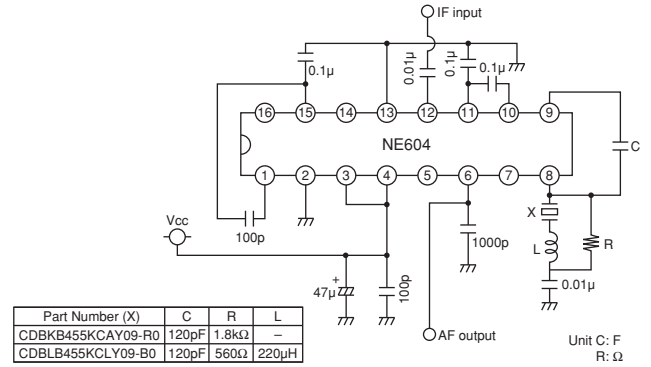 IF input
0.1µ
0.01µ
0.1µ
0.1µ
16 15 14 13 12 11 10 9
NE604
C
1 2 3 4 5 6 7 8
X
Vcc
100p
1000p
L
R
+
47µ
100p
0.01µ
AF output
Part Number (X) C R L
CDBKB455KCAY09-R0 120pF 1.8kΩ –
CDBLB455KCLY09-B0 120pF 560Ω 220µH
Unit C: F
R: Ω